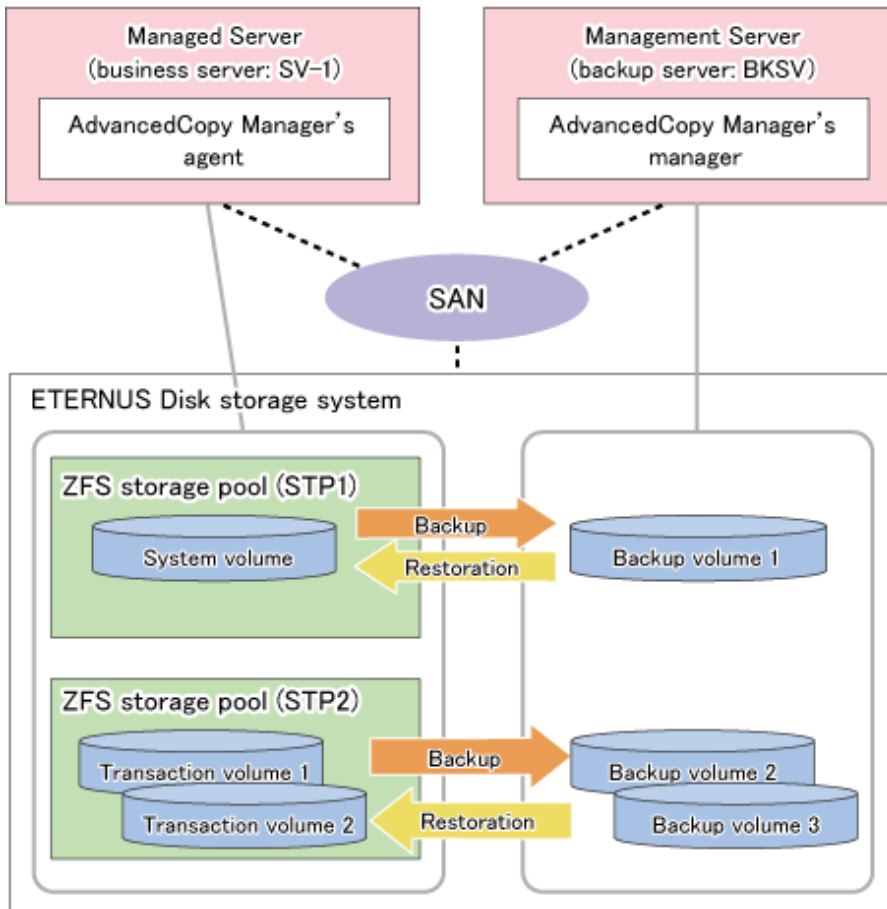 Managed Server
(business server: SV-1)
AdvancedCopy Manager's
agent
Management Server
(backup server: BKSV)
AdvancedCopy Manager's
manager
SAN
ETERNUS Disk storage system
ZFS storage pool (STP1)
System volume
Backup
Restoration
Backup volume 1
ZFS storage pool (STP2)
Transaction volume 1
Transaction volume 2
Backup
Restoration
Backup volume 2
Backup volume 3